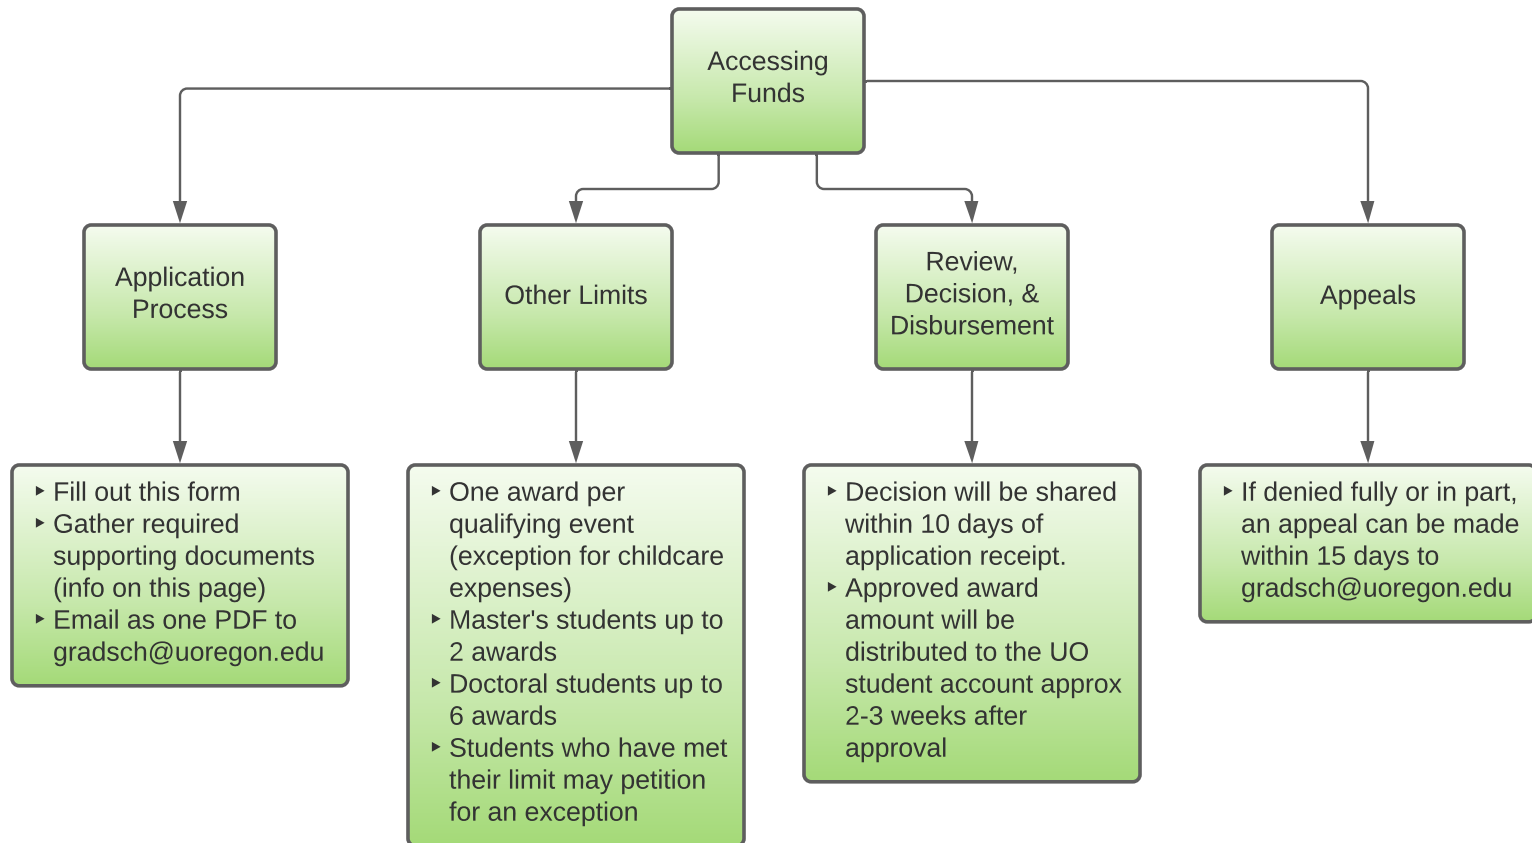 Accessing
Funds
Application
Process
Other Limits
Review,
Decision, &
Disbursement
Appeals
‣ Fill out this form
‣ Gather required
supporting documents
(info on this page)
‣ Email as one PDF to
gradsch@uoregon.edu
‣ One award per
qualifying event
(exception for childcare
expenses)
‣ Master's students up to
2 awards
‣ Doctoral students up to
6 awards
‣ Students who have met
their limit may petition
for an exception
‣ Decision will be shared
within 10 days of
application receipt.
‣ Approved award
amount will be
distributed to the UO
student account approx
2-3 weeks after
approval
‣ If denied fully or in part,
an appeal can be made
within 15 days to
gradsch@uoregon.edu